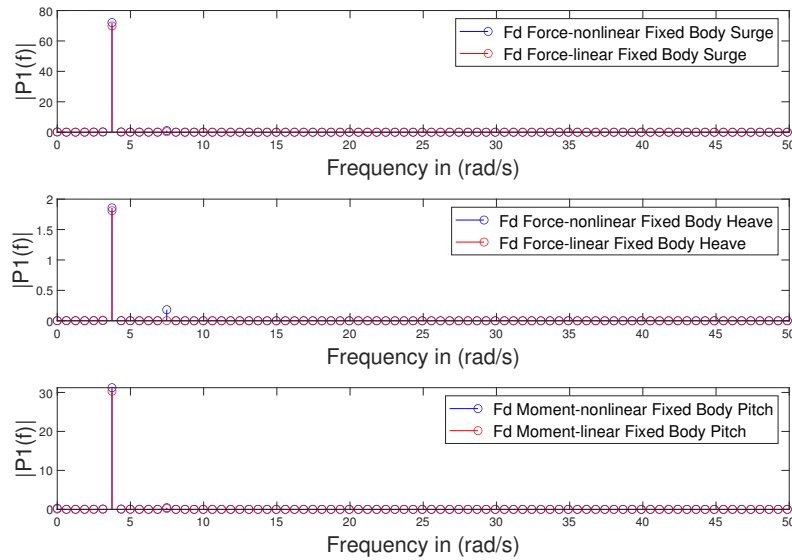 80
60
40
20
0
|P1(f)|
Fd Force-nonlinear Fixed Body Surge
Fd Force-linear Fixed Body Surge
0 5 10 15 20 25 30 35 40 45 50
Frequency in (rad/s)
2
1.5
1
0.5
0
|P1(f)|
Fd Force-nonlinear Fixed Body Heave
Fd Force-linear Fixed Body Heave
0 5 10 15 20 25 30 35 40 45 50
Frequency in (rad/s)
30
20
10
0
|P1(f)|
Fd Moment-nonlinear Fixed Body Pitch
Fd Moment-linear Fixed Body Pitch
0 5 10 15 20 25 30 35 40 45 50
Frequency in (rad/s)